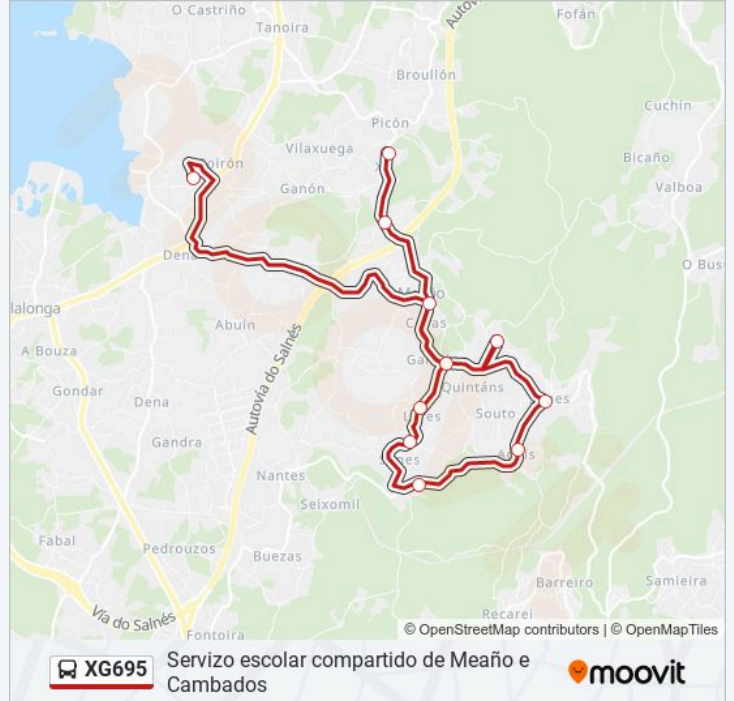 O Castriño
Tanoira
Fofán
Broullón
Cuchín
Picón
Vilaxuega
Bicaño
Valboa
Ganón
Abuín
A Bouza
Quintáns
Gondar
Dena
Souto
Autovía do Salnés
Gandra
Nantes
Seixomil
Fabal
Pedrouzos
Buezas
Barreiro
Samieira
Vía do Salnés
Recarei
Fontoira
© OpenStreetMap contributors | © OpenMapTiles
XG695
Servizo escolar compartido de Meaño e
Cambados
moovit